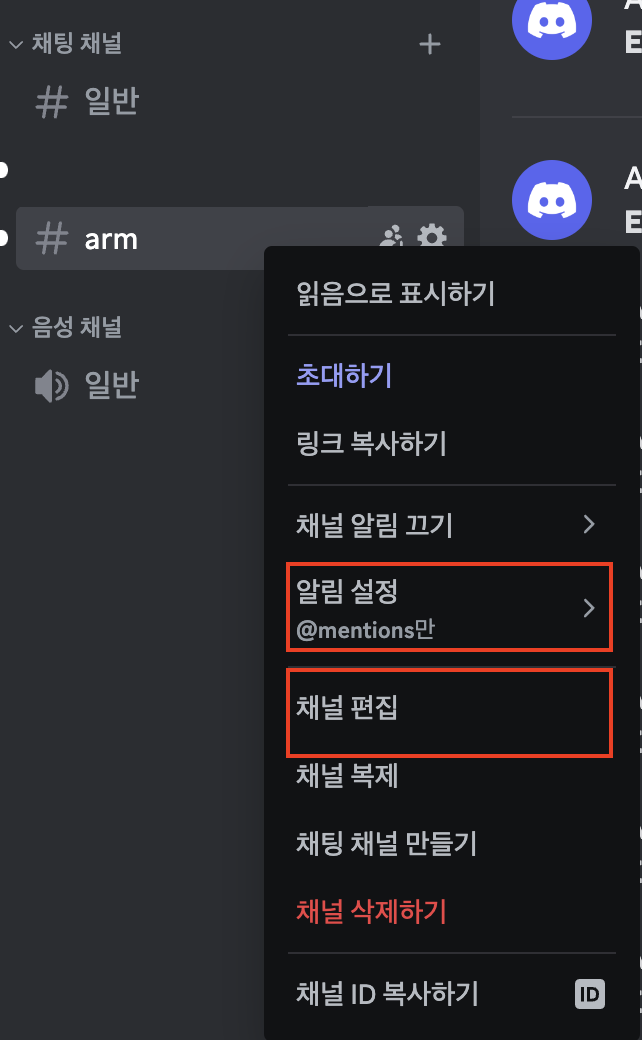 채팅 채널
일반
arm
음성 채널
일반
읽음으로 표시하기
초대하기
링크 복사하기
채널 알림 끄기
알림 설정
@mentions만
채널 편집
채널 복제
채팅 채널 만들기
채널 삭제하기
채널 ID 복사하기
ID
A
E
A
E